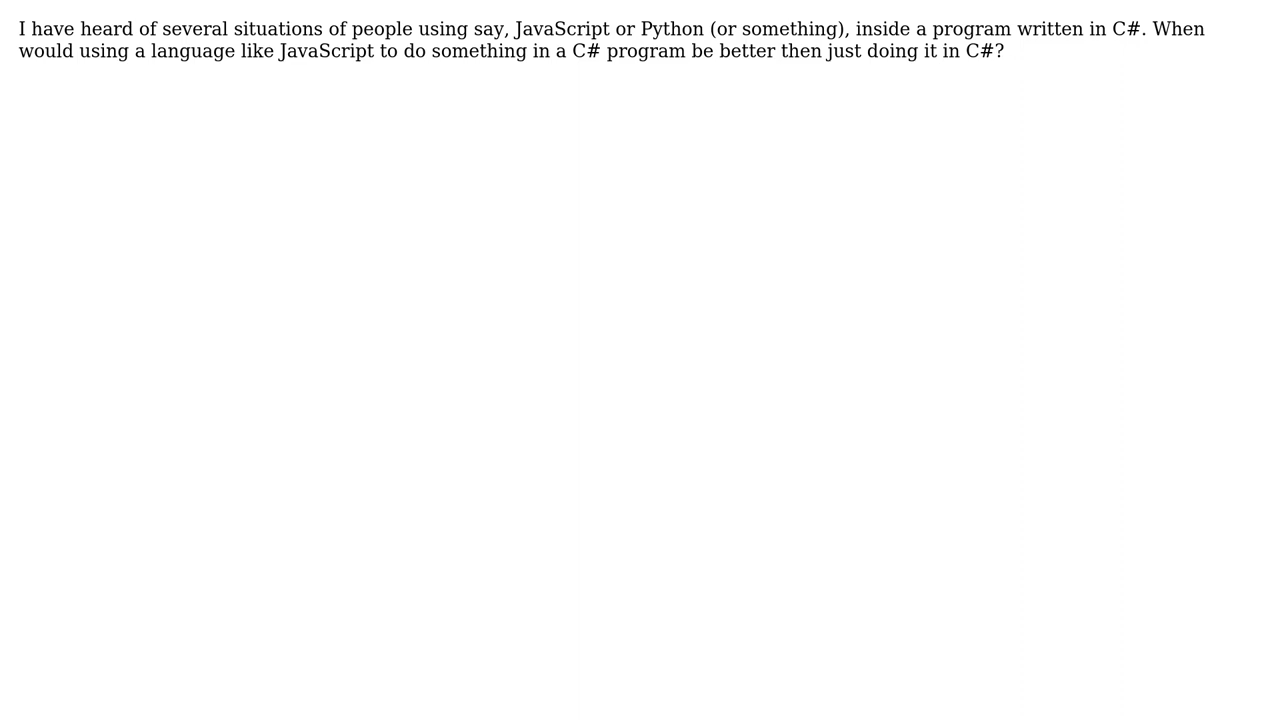 I have heard of several situations of people using say, JavaScript or Python (or something), inside a program written in C#. When
would using a language like JavaScript to do something in a C# program be better then just doing it in C#?